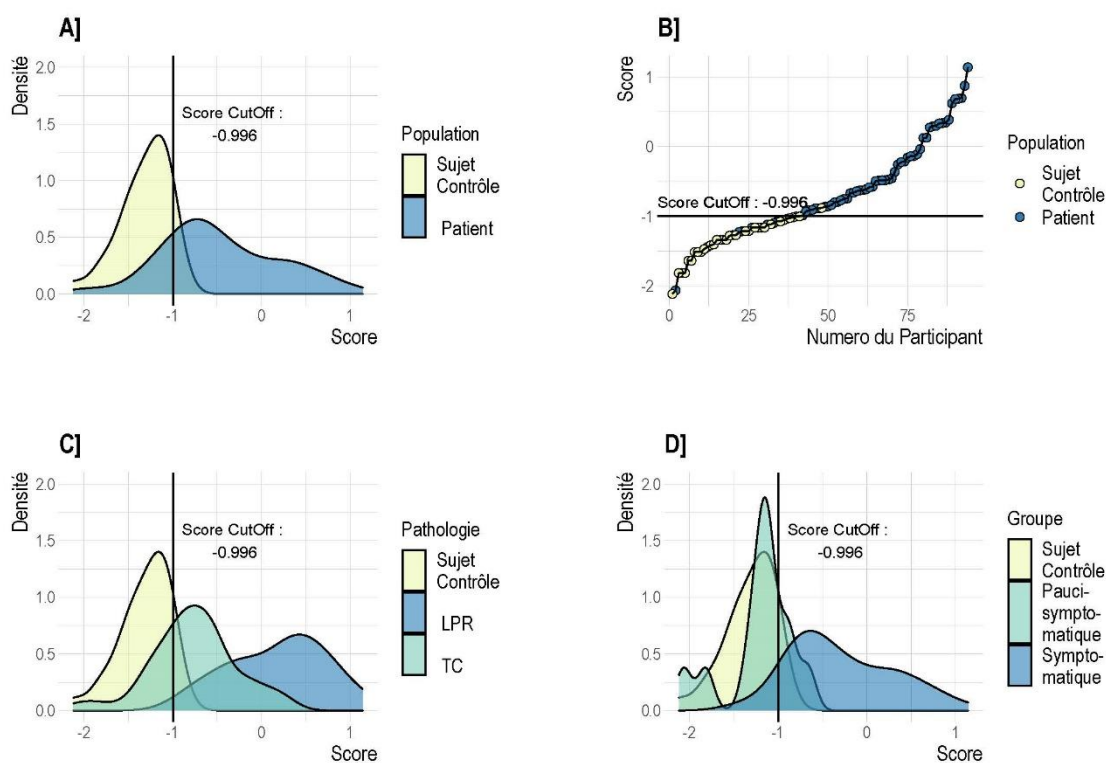 A]
Densité
2.0
1.5
1.0
0.5
0.0
-2
-1
0
1
Score
Score CutOff :
-0.996
Population
Sujet
Contrôle
Patient
B]
Score
1
0
-1
-2
0
25
50
75
Numero du Participant
Score CutOff : -0.996
Population
Sujet
Contrôle
Patient
C]
Densité
2.0
1.5
1.0
0.5
0.0
-2
-1
0
1
Score
Score CutOff :
-0.996
Pathologie
Sujet
Contrôle
LPR
TC
D]
Densité
2.0
1.5
1.0
0.5
0.0
-2
-1
0
1
Score
Score CutOff :
-0.996
Groupe
Sujet
Contrôle
Pauci-
sympto-
matique
Sympto-
matique